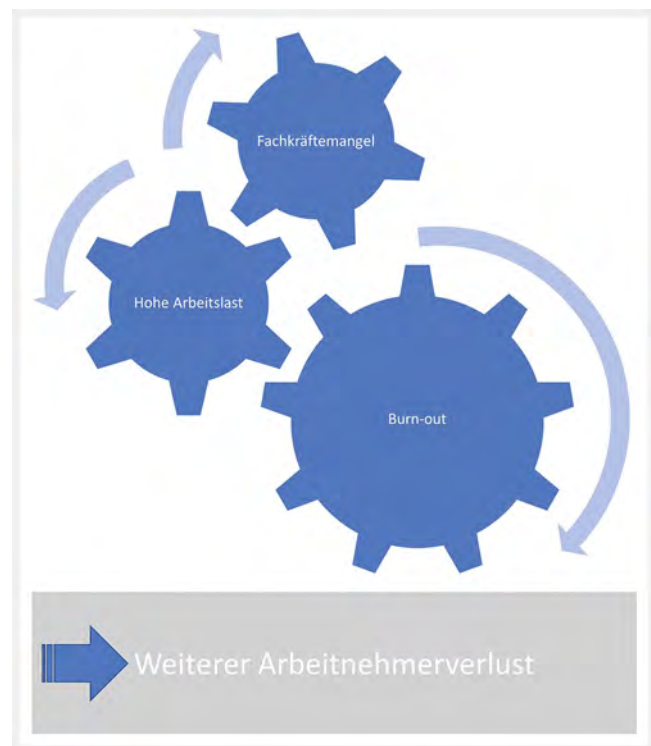 Fachkräftemangel
Hohe Arbeitslast
Burn-out
Weiterer Arbeitnehmerverlust